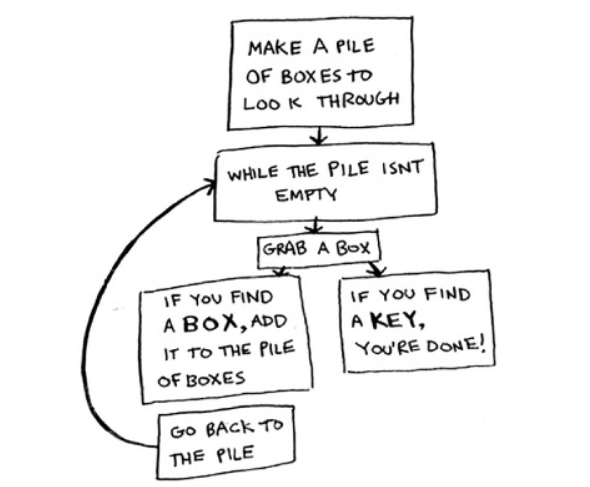 MAKE A PILE
OF BOXES TO
LOOK THROUGH
WHILE THE PILE ISNT
EMPTY
GRAB A BOX
IF YOU FIND
A BOX, ADD
IT TO THE PILE
OF BOXES
IF YOU FIND
A KEY,
YOU'RE DONE!
GO BACK TO
THE PILE